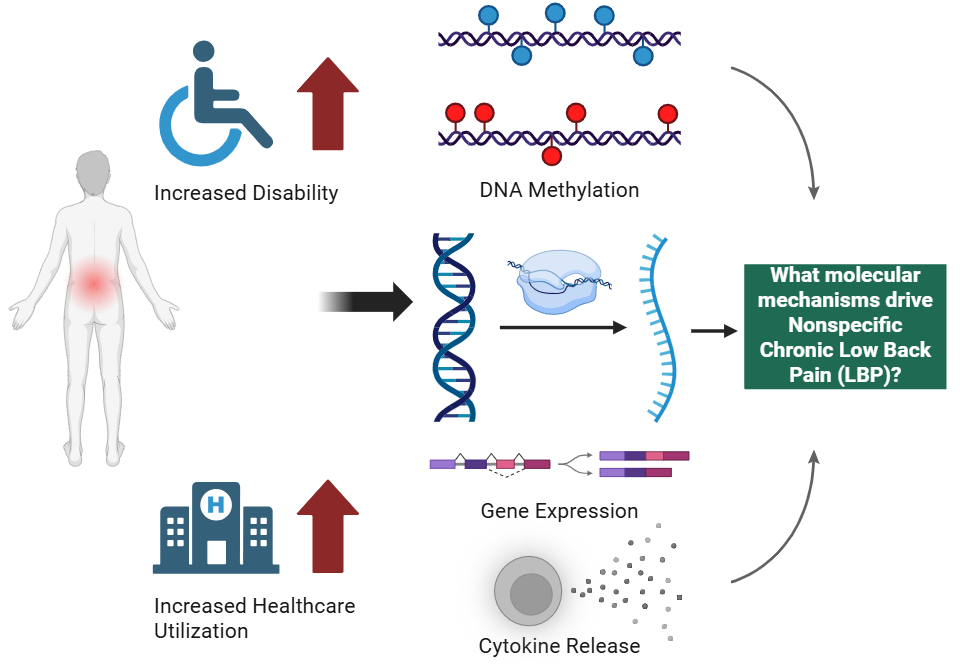 Increased Disability
DNA Methylation
What molecular
mechanisms drive
Nonspecific
Chronic Low Back
Pain (LBP)?
H
Gene Expression
Increased Healthcare
Utilization
Cytokine Release